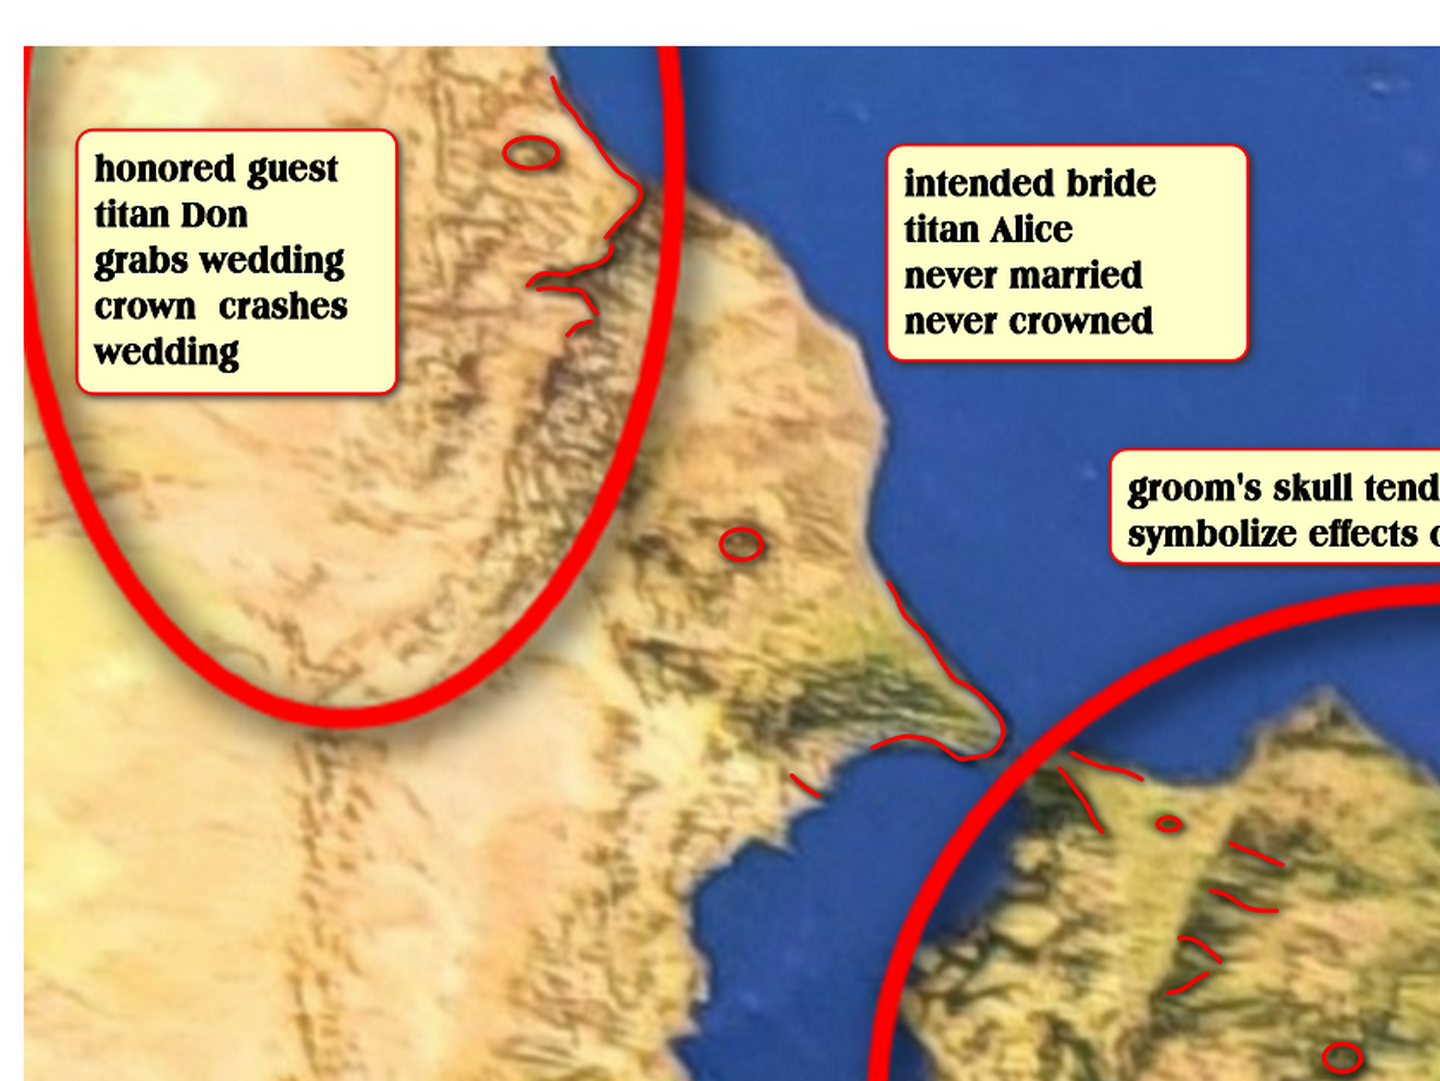 honored guest
titan Don
grabs wedding
crown crashes
wedding
intended bride
titan Alice
never married
never crowned
groom's skull tend
symbolize effects